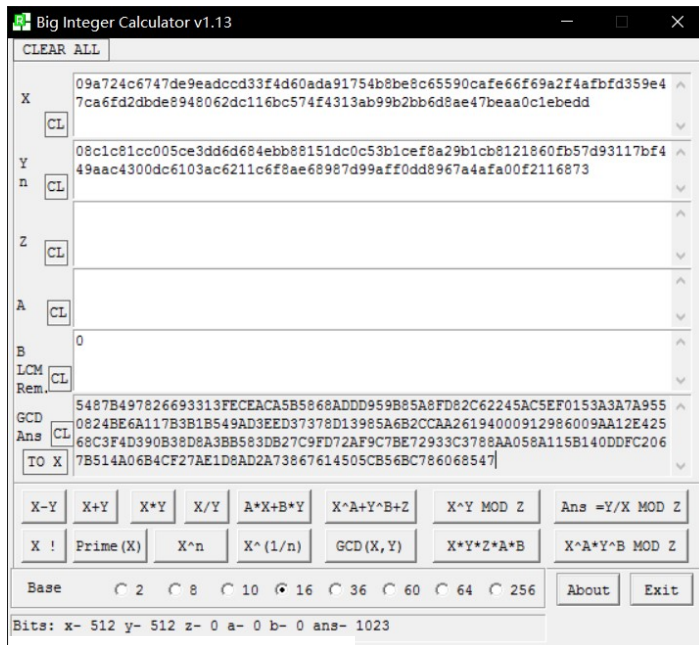 Big Integer Calculator v1.13
CLEAR ALL
X
CL
09a724c6747de9eadccd33f4d60ada91754b8be8c65590cafe66f69a2f4afbfd359e4
7ca6fd2dbde8948062dc116bc574f4313ab99b2bb6d8ae47beaa0c1ebedd
Y
n
CL
08c1c81cc005ce3dd6d684ebb88151dc0c53b1cef8a29b1cb8121860fb57d93117bf4
49aac4300dc6103ac6211c6f8ae68987d99aff0dd8967a4afa00f2116873
Z
CL
A
CL
B
LCM
Rem.
CL
0
GCD
Ans
CL
TO X
5487B497826693313FECEACA5B5868ADDD959B85A8FD82C62245AC5EF0153A3A7A955
0824BE6A117B3B1B549AD3EED37378D13985A6B2CCAA26194000912986009AA12E425
68C3F4D390B38D8A3BB583DB27C9FD72AF9C7BE72933C3788AA058A115B140DDFC206
7B514A06B4CF27AE1D8AD2A73867614505CB56BC786068547
X-Y X+Y X*Y X/Y A*X+B*Y X^A+Y^B+Z X^Y MOD Z Ans =Y/X MOD Z
X ! Prime(X) X^n X^(1/n) GCD(X,Y) X*Y*Z*A*B X^A*Y^B MOD Z
Base 2 8 10 16 36 60 64 256 About Exit
Bits: x- 512 y- 512 z- 0 a- 0 b- 0 ans- 1023